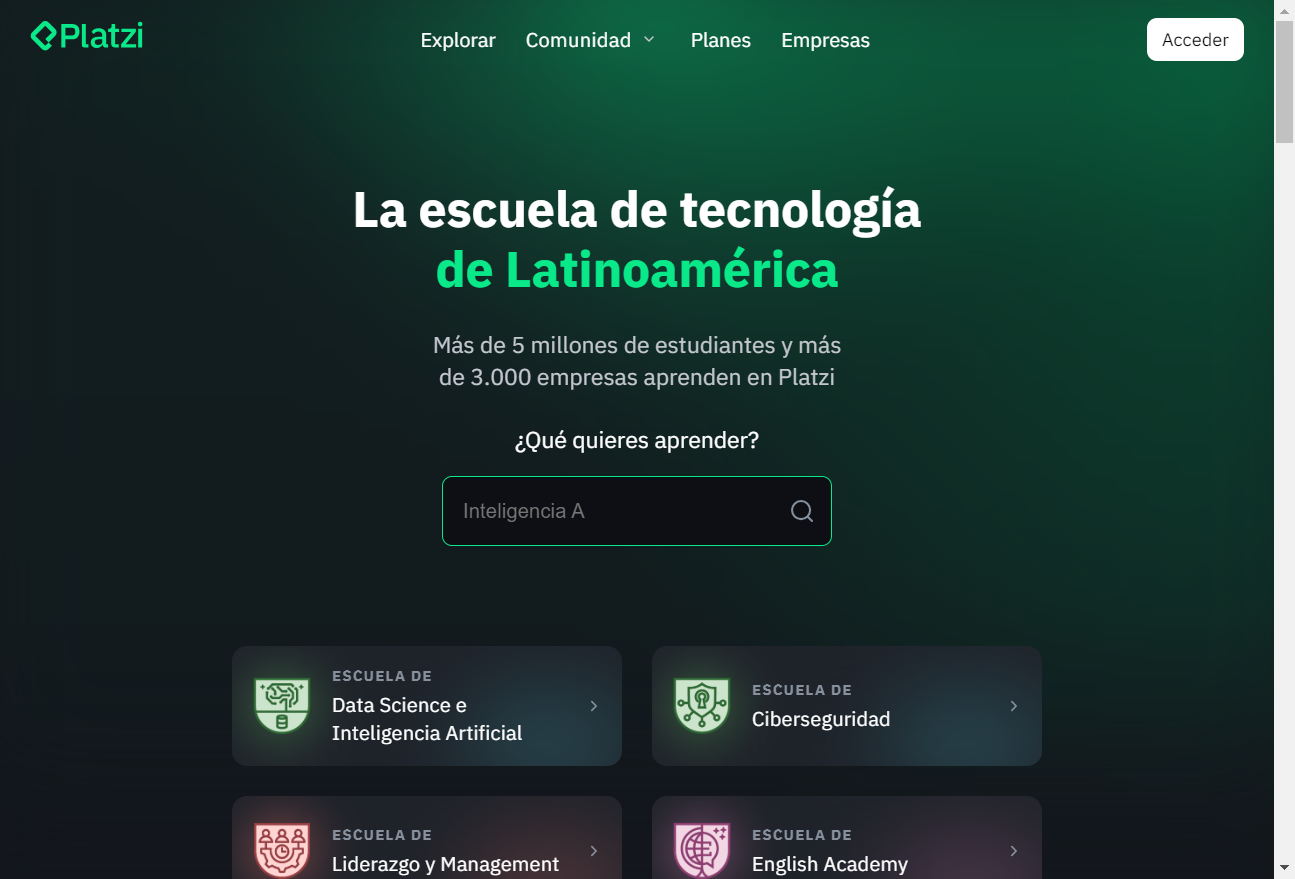 Platzi
Explorar
Comunidad
Planes
Empresas
Acceder
La escuela de tecnología
de Latinoamérica
Más de 5 millones de estudiantes y más
de 3.000 empresas aprenden en Platzi
¿Qué quieres aprender?
Inteligencia A
ESCUELA DE
Data Science e
Inteligencia Artificial
ESCUELA DE
Ciberseguridad
ESCUELA DE
Liderazgo y Management
ESCUELA DE
English Academy